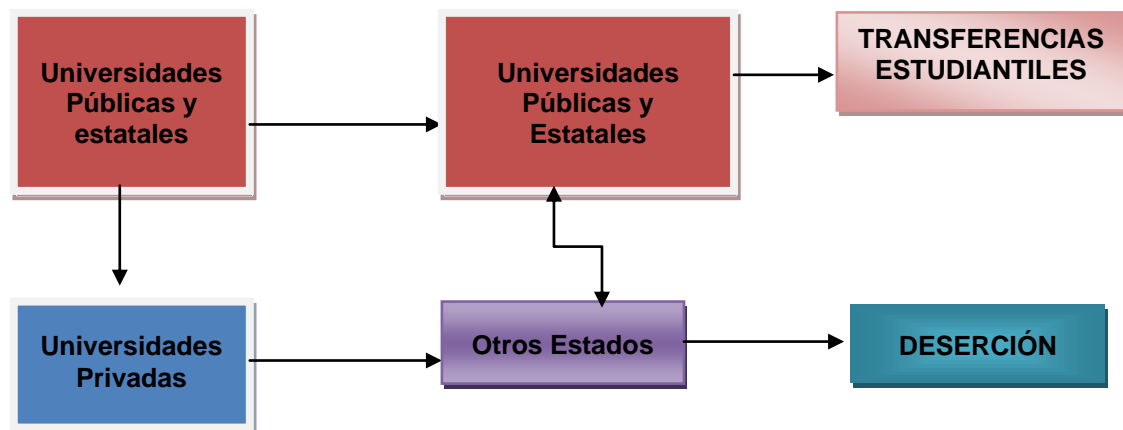 Universidades
Públicas y
estatales
Universidades
Públicas y
Estatales
TRANSFERENCIAS
ESTUDIANTILES
Universidades
Privadas
Otros Estados
DESERCIÓN